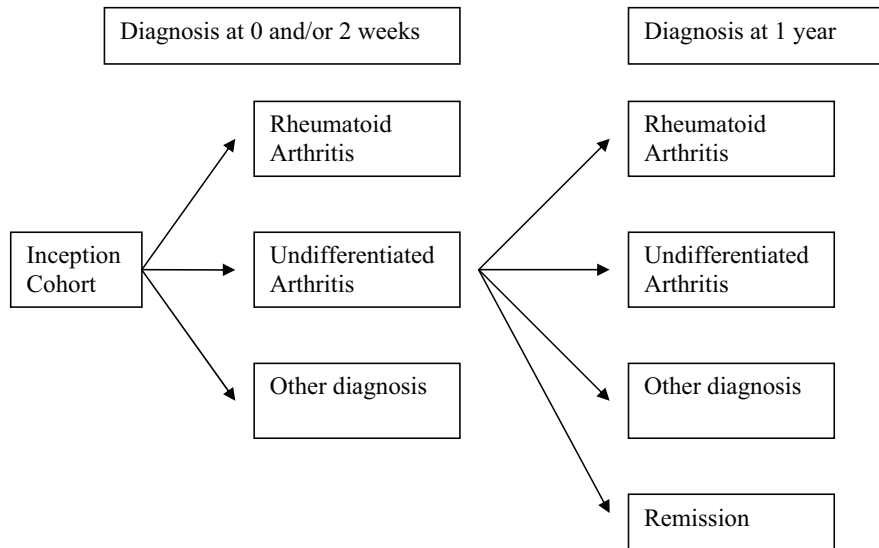 Diagnosis at 0 and/or 2 weeks
Diagnosis at 1 year
Rheumatoid
Arthritis
Rheumatoid
Arthritis
Inception
Cohort
Undifferentiated
Arthritis
Undifferentiated
Arthritis
Other diagnosis
Other diagnosis
Remission